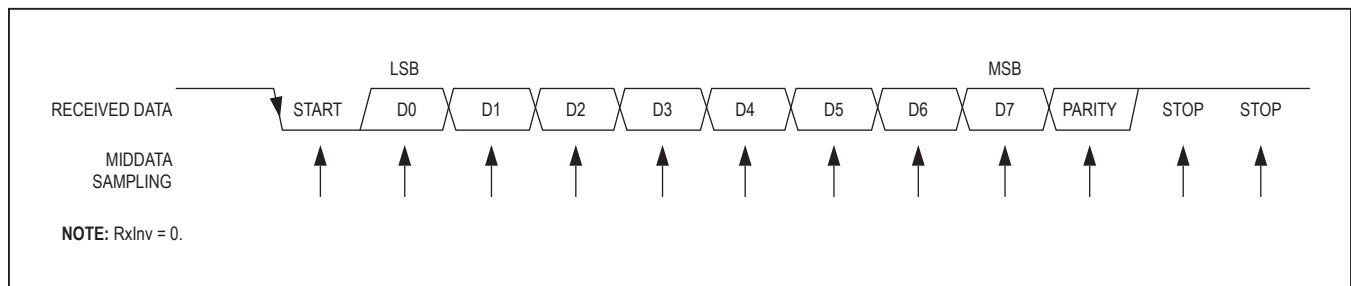 LSB MSB
RECEIVED DATA START D0 D1 D2 D3 D4 D5 D6 D7 PARITY STOP STOP
MIDDATA
SAMPLING
NOTE: RxInv = 0.